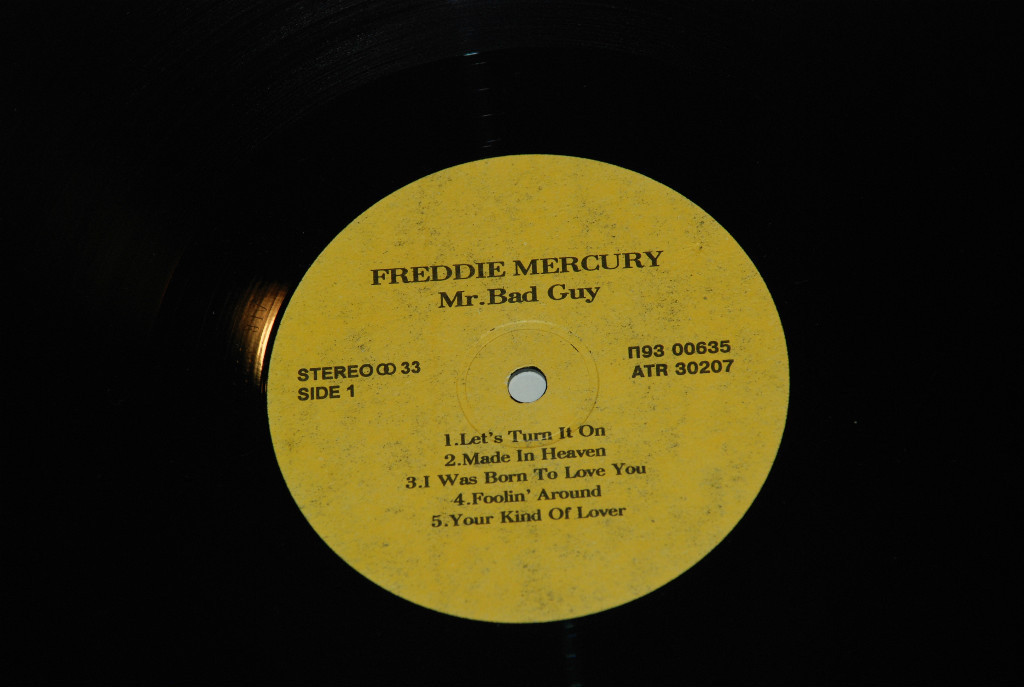 FREDDIE MERCURY
Mr.Bad Guy
STEREO ꝏ 33
SIDE 1
П93 00635
ATR 30207
1.Let's Turn It On
2.Made In Heaven
3.I Was Born To Love You
4.Foolin' Around
5.Your Kind Of Lover